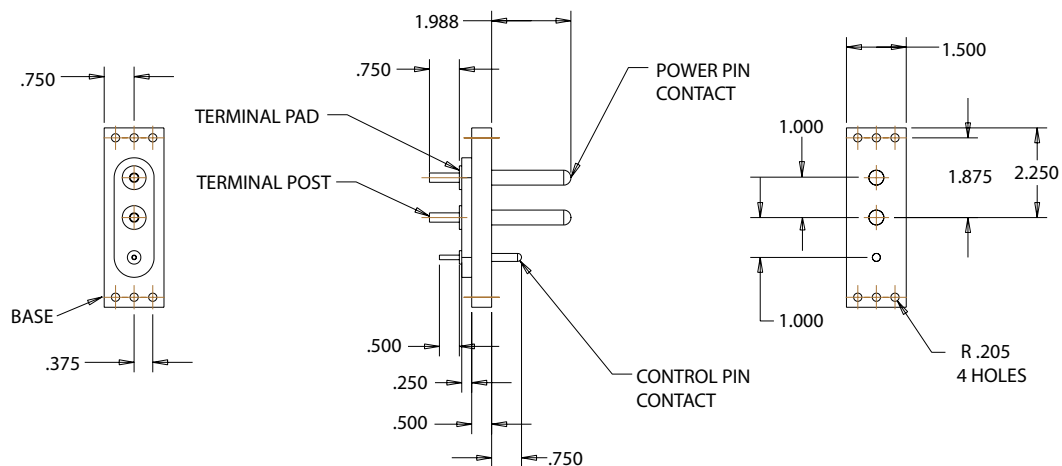 .750
BASE
.375
1.988
.750
TERMINAL PAD
TERMINAL POST
POWER PIN
CONTACT
.500
.250
.500
.750
CONTROL PIN
CONTACT
1.500
1.000
1.875
2.250
1.000
R .205
4 HOLES